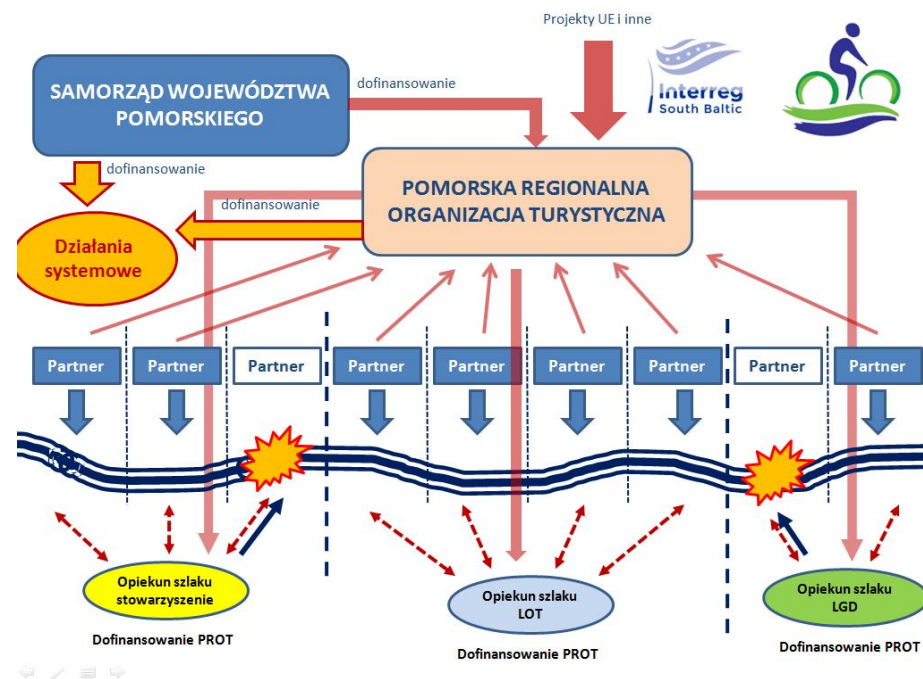 Projekty UE i inne
SAMORZĄD WOJEWÓDZTWA
POMORSKIEGO
dofinansowanie
Interreg
South Baltic
dofinansowanie
POMORSKA REGIONALNA
ORGANIZACJA TURYSTYCZNA
dofinansowanie
Działania
systemowe
Partner Partner Partner Partner Partner Partner Partner Partner Partner
Opiekun szlaku
stowarzyszenie
Opiekun szlaku
LOT
Opiekun szlaku
LGD
Dofinansowanie PROT
Dofinansowanie PROT
Dofinansowanie PROT